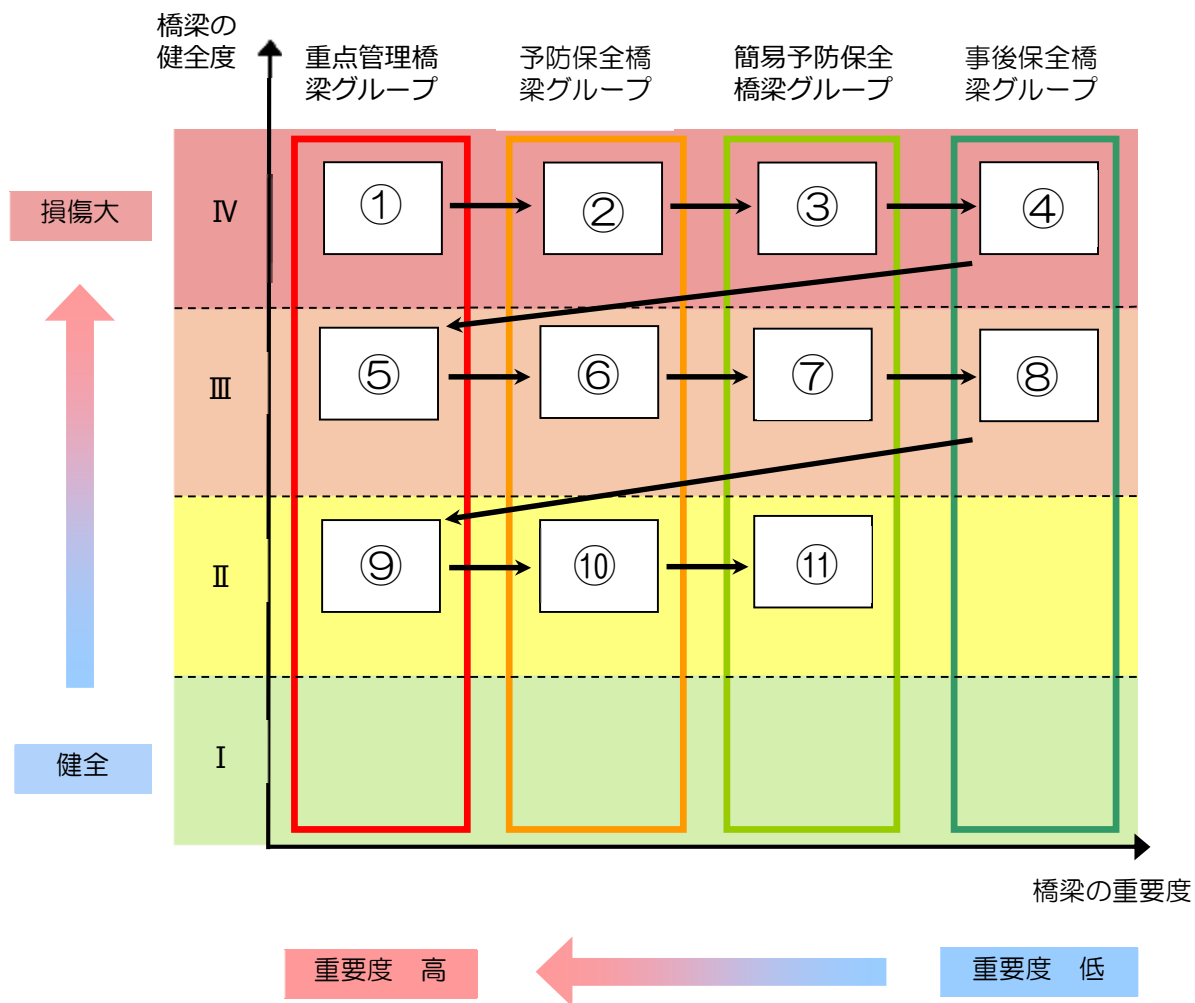 橋梁の
健全度
重点管理橋
梁グループ
予防保全橋
梁グループ
簡易予防保全
橋梁グループ
事後保全橋
梁グループ
損傷大
Ⅳ
①
②
③
④
Ⅲ
⑤
⑥
⑦
⑧
Ⅱ
⑨
⑩
⑪
健全
Ⅰ
橋梁の重要度
重要度　高
重要度　低